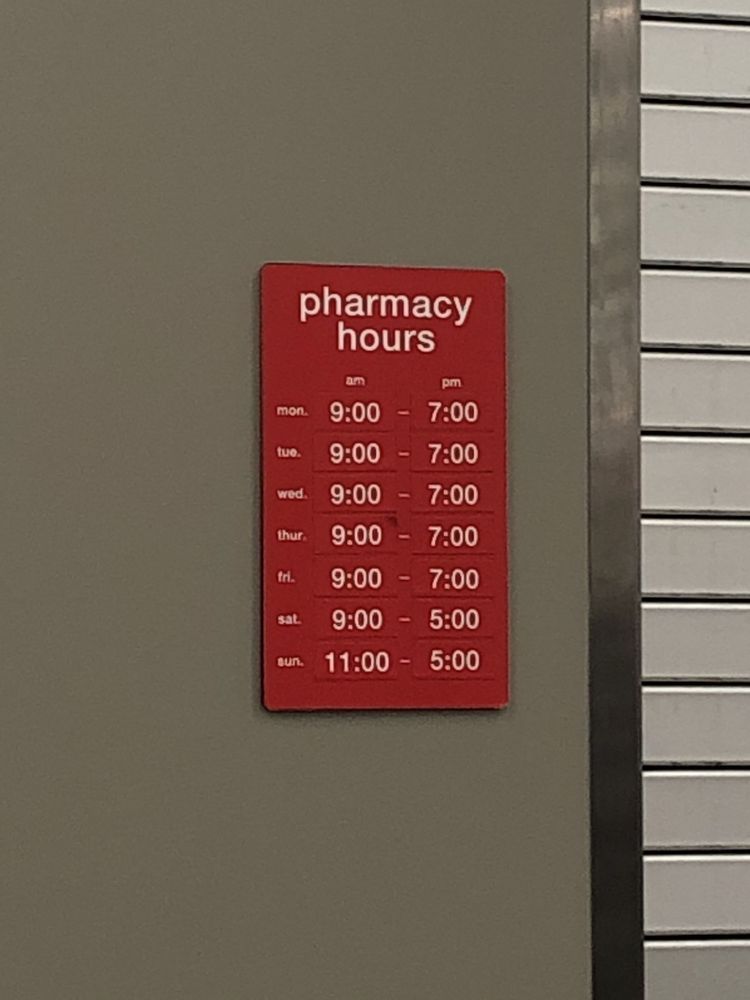 pharmacy
hours
am pm
mon. 9:00 – 7:00
tue. 9:00 – 7:00
wed. 9:00 – 7:00
thur. 9:00 – 7:00
fri. 9:00 – 7:00
sat. 9:00 – 5:00
sun. 11:00 – 5:00